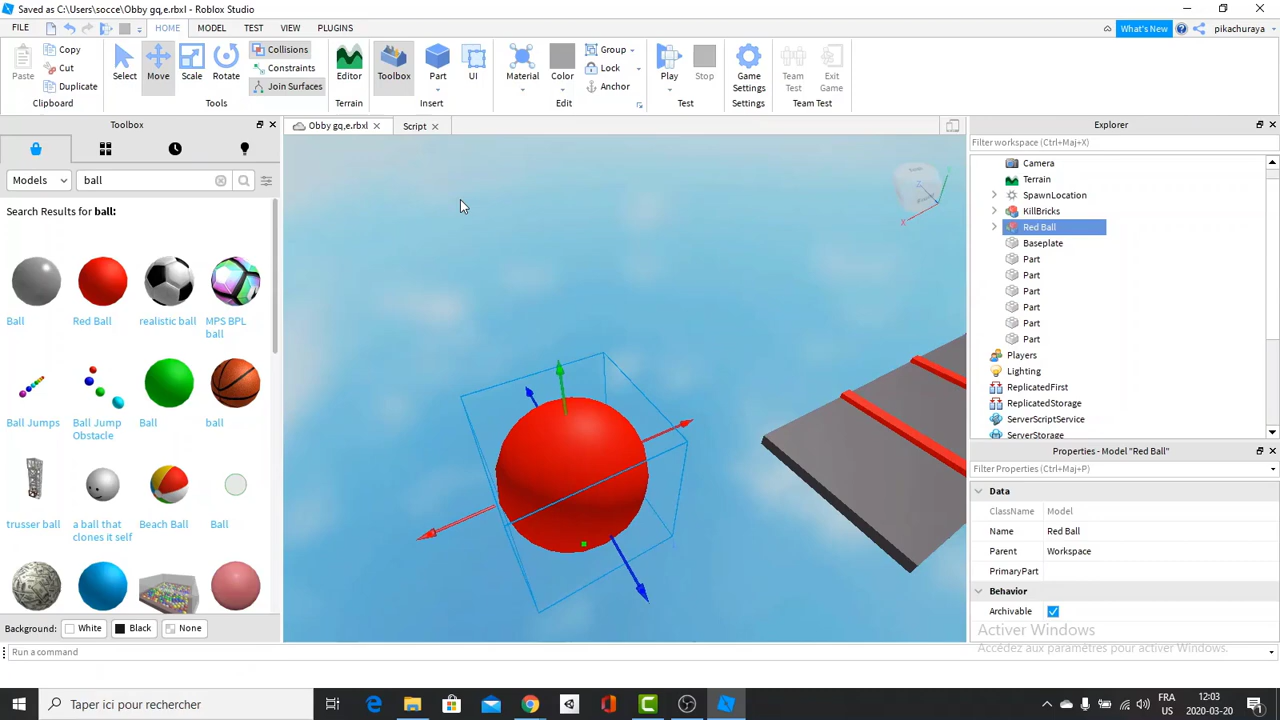 Saved as C:\Users\socce\Obby gq,e.rbxl - Roblox Studio
FILE
HOME MODEL TEST VIEW PLUGINS
What's New
pikachuraya
Paste
Copy
Cut
Duplicate
Clipboard
Select
Move
Scale
Rotate
Collisions
Constraints
Join Surfaces
Tools
Editor
Terrain
Toolbox
Part
UI
Insert
Material
Color
Group
Lock
Anchor
Edit
Play
Stop
Test
Game Settings
Settings
Team Test
Exit Game
Team Test
Toolbox
Models
ball
Search Results for ball:
Ball
Red Ball
realistic ball
MPS BPL ball
Ball Jumps
Ball Jump Obstacle
Ball
ball
trusser ball
a ball that clones it self
Beach Ball
Ball
Background:
White
Black
None
Run a command
Obby gq,e.rbxl
Script
X
Explorer
Filter workspace (Ctrl+Maj+X)
Camera
Terrain
SpawnLocation
KillBricks
Red Ball
Baseplate
Part
Part
Part
Part
Part
Part
Players
Lighting
ReplicatedFirst
ReplicatedStorage
ServerScriptService
ServerStorage
Properties - Model "Red Ball"
Filter Properties (Ctrl+Maj+P)
Data
ClassName Model
Name Red Ball
Parent Workspace
PrimaryPart
Behavior
Archivable
Activer Windows
Accédez aux paramètres pour activer Windows.
Taper ici pour rechercher
FRA
US
12:03
2020-03-20
1